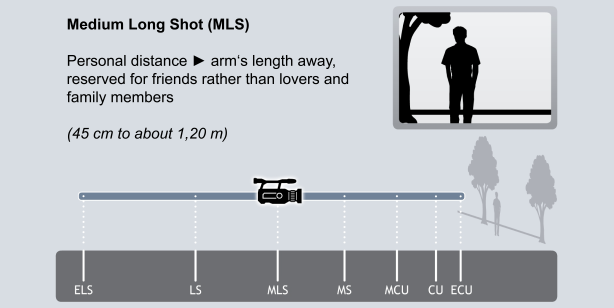 Medium Long Shot (MLS)
Personal distance ► arm‘s length away,
reserved for friends rather than lovers and
family members
(45 cm to about 1,20 m)
ELS LS MLS MS MCU CU ECU